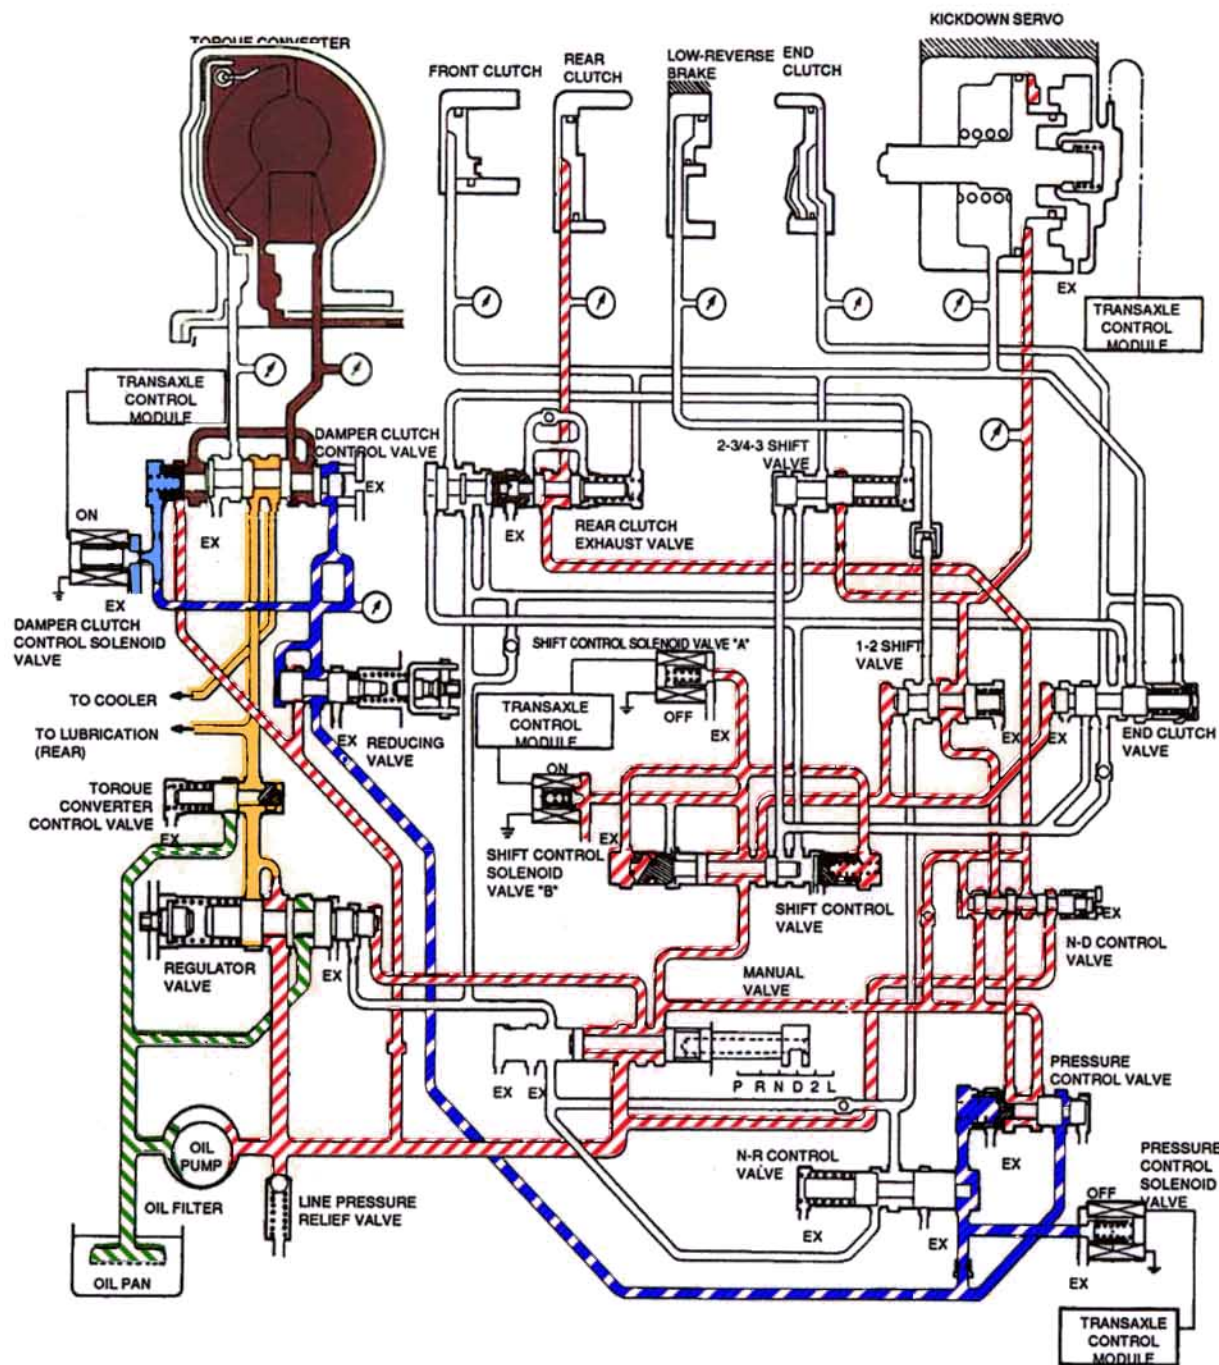 KICKDOWN SERVO
TORQUE CONVERTER
FRONT CLUTCH
REAR
CLUTCH
LOW-REVERSE
BRAKE
END
CLUTCH
EX
TRANSAXLE
CONTROL
MODULE
TRANSAXLE
CONTROL
MODULE
DAMPER CLUTCH
CONTROL VALVE
2-3/4-3 SHIFT
VALVE
EX
ON
EX
EX
REAR CLUTCH
EXHAUST VALVE
EX
DAMPER CLUTCH
CONTROL SOLENOID
VALVE
SHIFT CONTROL SOLENOID VALVE "A"
1-2 SHIFT
VALVE
TO COOLER
TRANSAXLE
CONTROL
MODULE
OFF
EX
TO LUBRICATION
(REAR)
EX
REDUCING
VALVE
EX
EX
END CLUTCH
VALVE
ON
TORQUE
CONVERTER
CONTROL VALVE
EX
EX
SHIFT CONTROL
SOLENOID
VALVE "B"
SHIFT CONTROL
VALVE
EX
N-D CONTROL
VALVE
REGULATOR
VALVE
EX
MANUAL
VALVE
P R N D 2 L
EX
EX
PRESSURE
CONTROL VALVE
OIL
PUMP
N-R CONTROL
VALVE
EX
PRESSURE
CONTROL
SOLENOID
VALVE
OIL FILTER
LINE PRESSURE
RELIEF VALVE
OFF
EX
EX
EX
OIL PAN
TRANSAXLE
CONTROL
MODULE